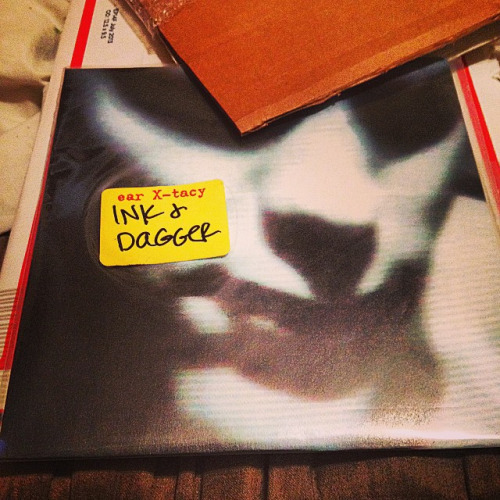 ear X-tacy
INK &
DAGGER